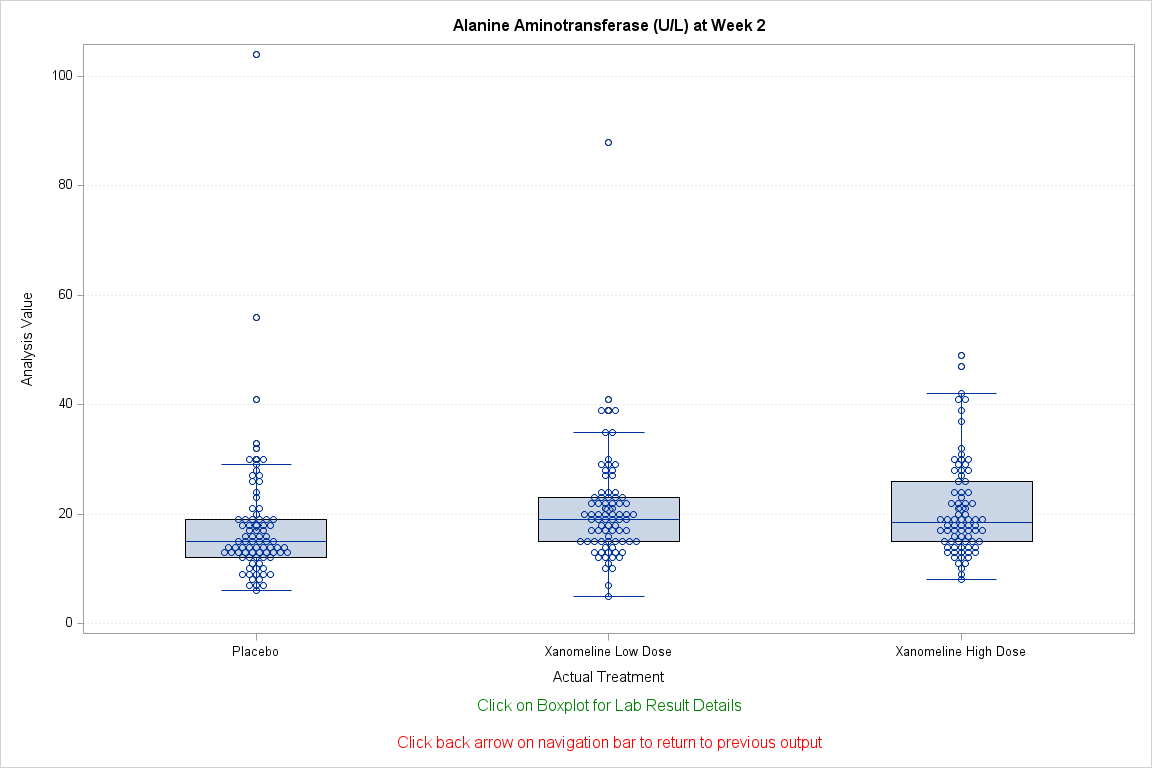 Alanine Aminotransferase (U/L) at Week 2
100
80
60
40
20
0
Analysis Value
Placebo
Xanomeline Low Dose
Xanomeline High Dose
Actual Treatment
Click on Boxplot for Lab Result Details
Click back arrow on navigation bar to return to previous output